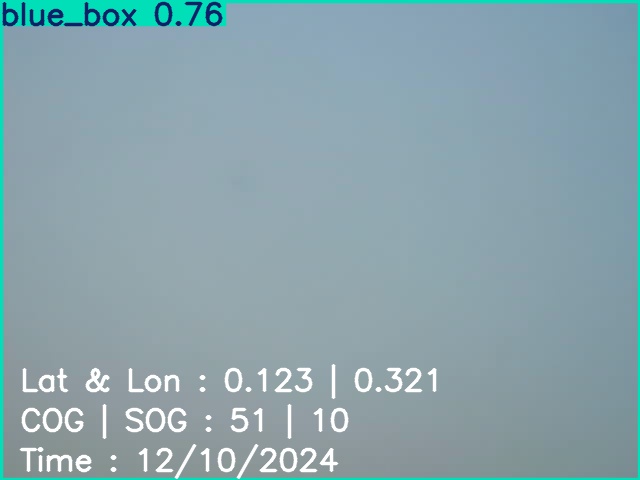 blue_box 0.76
Lat & Lon : 0.123 | 0.321
COG | SOG : 51 | 10
Time : 12/10/2024